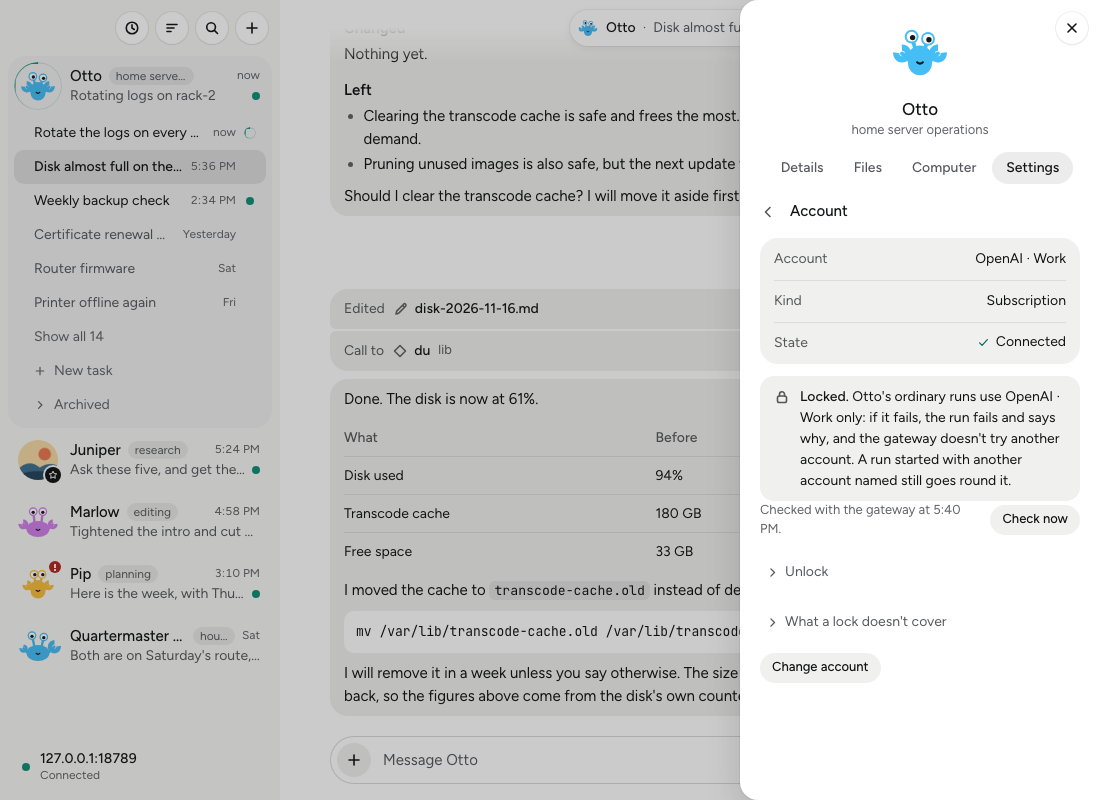 Otto
home serve...
now
Rotating logs on rack-2
Rotate the logs on every ...
now
Disk almost full on the...
5:36 PM
Weekly backup check
2:34 PM
Certificate renewal ...
Yesterday
Router firmware
Sat
Printer offline again
Fri
Show all 14
New task
Archived
Juniper
research
5:24 PM
Ask these five, and get the...
Marlow
editing
4:58 PM
Tightened the intro and cut ...
Pip
planning
3:10 PM
Here is the week, with Thu...
Quartermaster ...
hou...
Sat
Both are on Saturday's route,...
127.0.0.1:18789
Connected
Otto · Disk almost fu
Changed
Nothing yet.
Left
Clearing the transcode cache is safe and frees the most.
demand.
Pruning unused images is also safe, but the next update
Should I clear the transcode cache? I will move it aside first
Edited
disk-2026-11-16.md
Call to
du lib
Done. The disk is now at 61%.
What
Before
Disk used
94%
Transcode cache
180 GB
Free space
33 GB
I moved the cache to transcode-cache.old instead of de
mv /var/lib/transcode-cache.old /var/lib/transcod
I will remove it in a week unless you say otherwise. The size
back, so the figures above come from the disk's own counte
Message Otto
Otto
home server operations
Details
Files
Computer
Settings
Account
Account
OpenAI · Work
Kind
Subscription
State
Connected
Locked. Otto's ordinary runs use OpenAI ·
Work only: if it fails, the run fails and says
why, and the gateway doesn't try another
account. A run started with another
account named still goes round it.
Checked with the gateway at 5:40
PM.
Check now
Unlock
What a lock doesn't cover
Change account